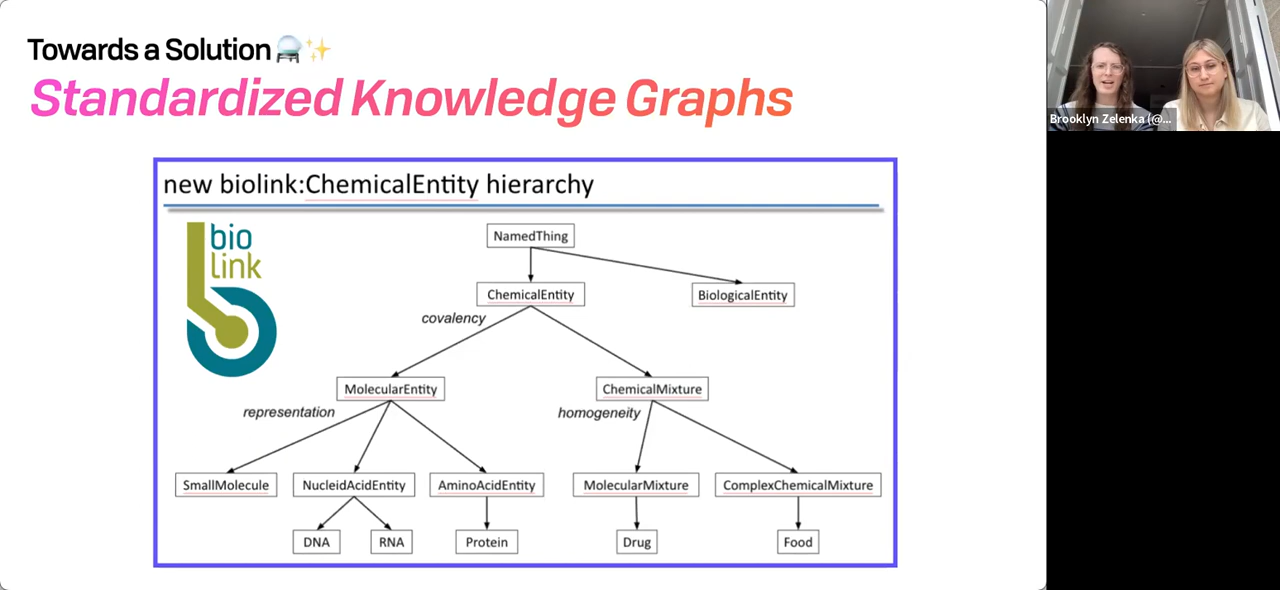 Towards a Solution 🔮✨
Standardized Knowledge Graphs
Brooklyn Zelenka (@...
new biolink:ChemicalEntity hierarchy
bio
link
NamedThing
ChemicalEntity
BiologicalEntity
covalency
MolecularEntity
ChemicalMixture
representation
homogeneity
SmallMolecule
NucleidAcidEntity
AminoAcidEntity
MolecularMixture
ComplexChemicalMixture
DNA
RNA
Protein
Drug
Food